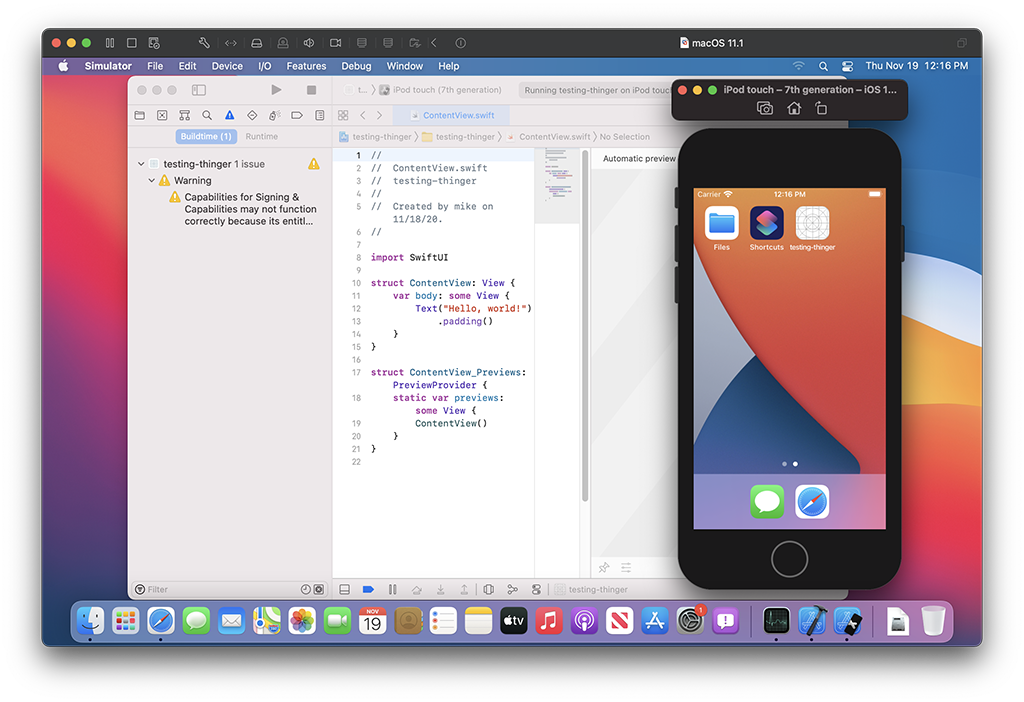 macOS 11.1
Simulator File Edit Device I/O Features Debug Window Help
Thu Nov 19 12:16 PM
t... iPod touch (7th generation)
Running testing-thinger on iPod touc
ContentView.swift
Buildtime (1) Runtime
testing-thinger testing-thinger ContentView.swift No Selection
testing-thinger 1 issue
Warning
Capabilities for Signing &
Capabilities may not function
correctly because its entitl...
1 //
2 // ContentView.swift
3 // testing-thinger
4 //
5 // Created by mike on
11/18/20.
6 //
7
8 import SwiftUI
9
10 struct ContentView: View {
11 var body: some View {
12 Text("Hello, world!")
13 .padding()
14 }
15 }
16
17 struct ContentView_Previews:
PreviewProvider {
18 static var previews:
some View {
19 ContentView()
20 }
21 }
22
Automatic preview
iPod touch – 7th generation – iOS 1...
Carrier 12:16 PM
Files Shortcuts testing-thinger
Filter
testing-thinger
NOV
19
tv
1